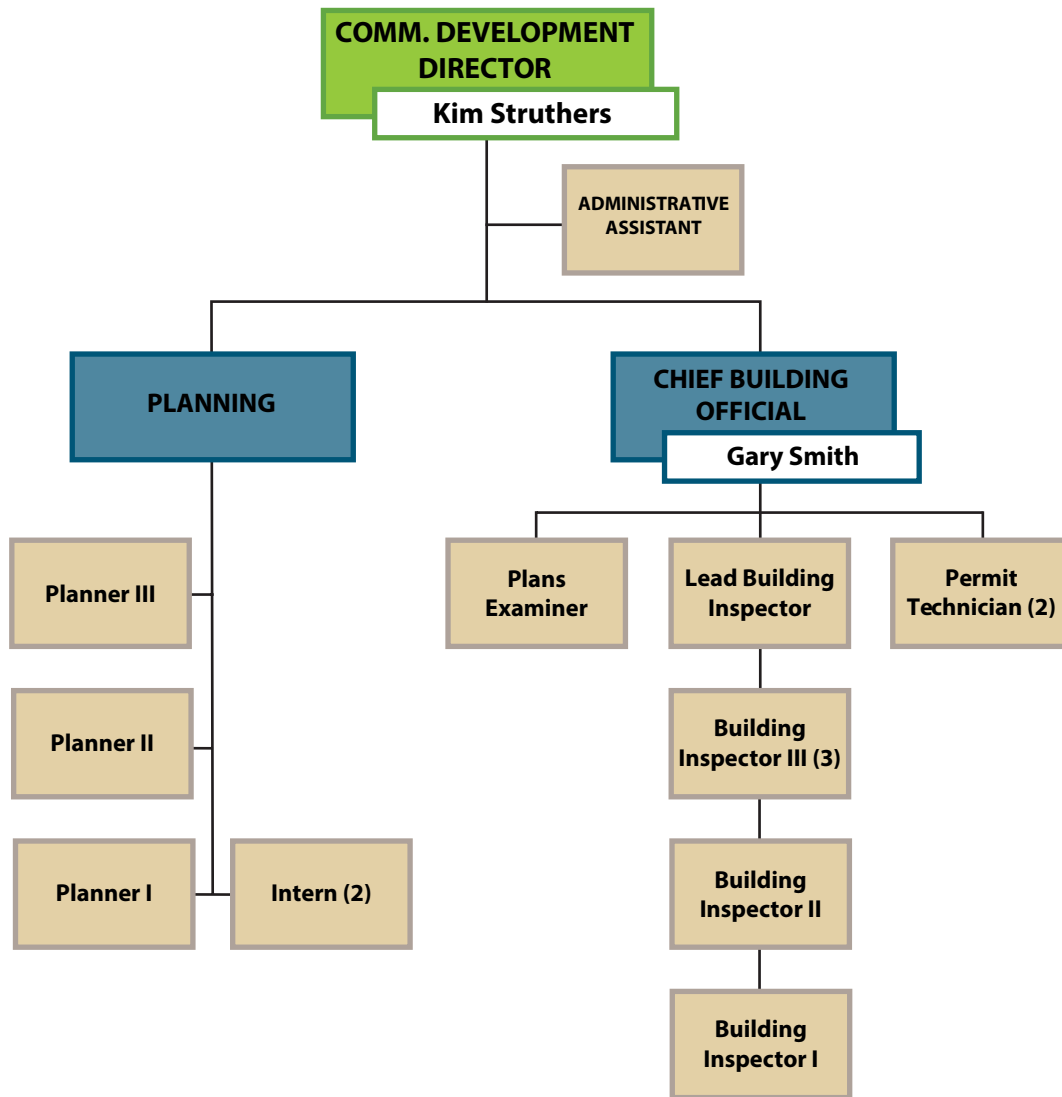 COMM. DEVELOPMENT
DIRECTOR
Kim Struthers
ADMINISTRATIVE
ASSISTANT
PLANNING
CHIEF BUILDING
OFFICIAL
Gary Smith
Planner III
Planner II
Planner I
Intern (2)
Plans
Examiner
Lead Building
Inspector
Permit
Technician (2)
Building
Inspector III (3)
Building
Inspector II
Building
Inspector I